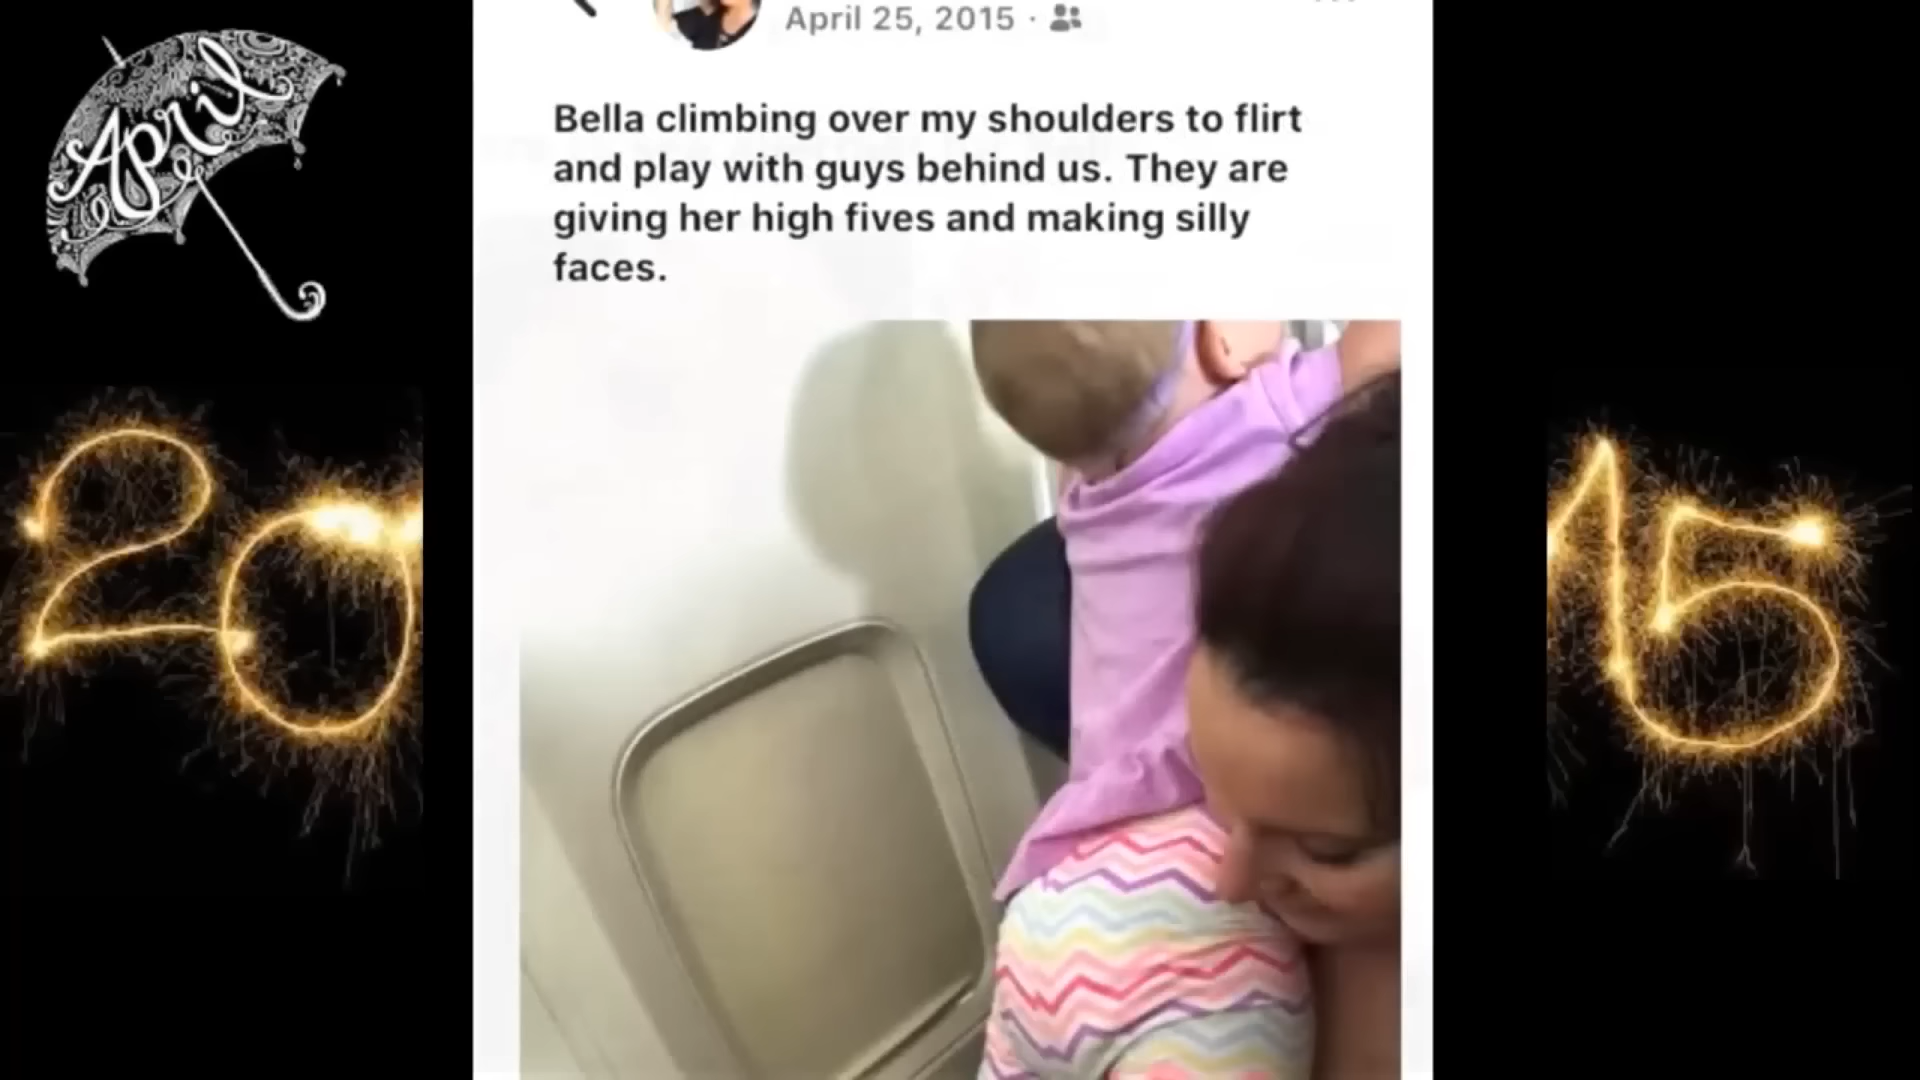 April
April 25, 2015 ·
Bella climbing over my shoulders to flirt
and play with guys behind us. They are
giving her high fives and making silly
faces.
20
15